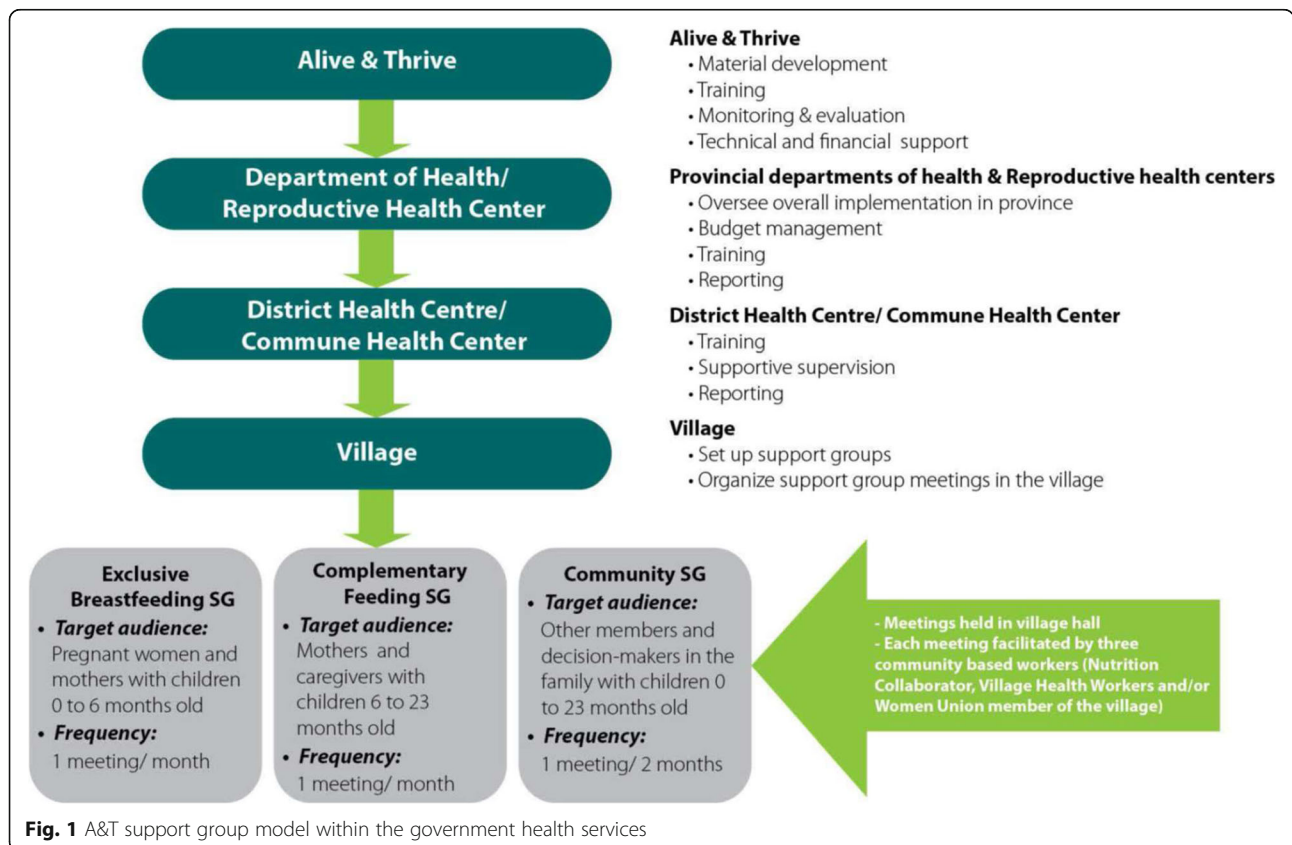 Alive & Thrive
Department of Health/
Reproductive Health Center
District Health Centre/
Commune Health Center
Village
Alive & Thrive
• Material development
• Training
• Monitoring & evaluation
• Technical and financial support
Provincial departments of health & Reproductive health centers
• Oversee overall implementation in province
• Budget management
• Training
• Reporting
District Health Centre/ Commune Health Center
• Training
• Supportive supervision
• Reporting
Village
• Set up support groups
• Organize support group meetings in the village
Exclusive
Breastfeeding SG
• Target audience:
Pregnant women and
mothers with children
0 to 6 months old
• Frequency:
1 meeting/ month
Complementary
Feeding SG
• Target audience:
Mothers and
caregivers with
children 6 to 23
months old
• Frequency:
1 meeting/ month
Community SG
• Target audience:
Other members and
decision-makers in the
family with children 0
to 23 months old
• Frequency:
1 meeting/ 2 months
- Meetings held in village hall
- Each meeting facilitated by three
community based workers (Nutrition
Collaborator, Village Health Workers and/or
Women Union member of the village)
Fig. 1 A&T support group model within the government health services